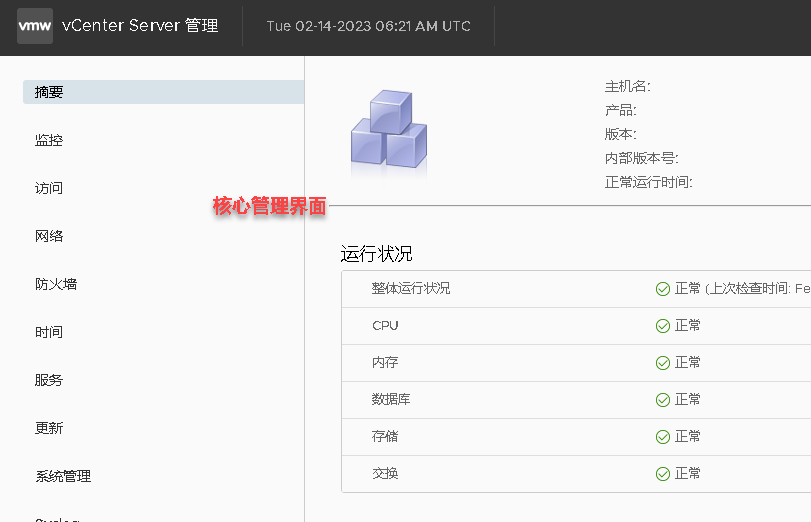 vmw vCenter Server 管理 Tue 02-14-2023 06:21 AM UTC
摘要
监控
访问
网络
防火墙
时间
服务
更新
系统管理
主机名:
产品:
版本:
内部版本号:
正常运行时间:
核心管理界面
运行状况
整体运行状况 正常 (上次检查时间: Fe
CPU 正常
内存 正常
数据库 正常
存储 正常
交换 正常